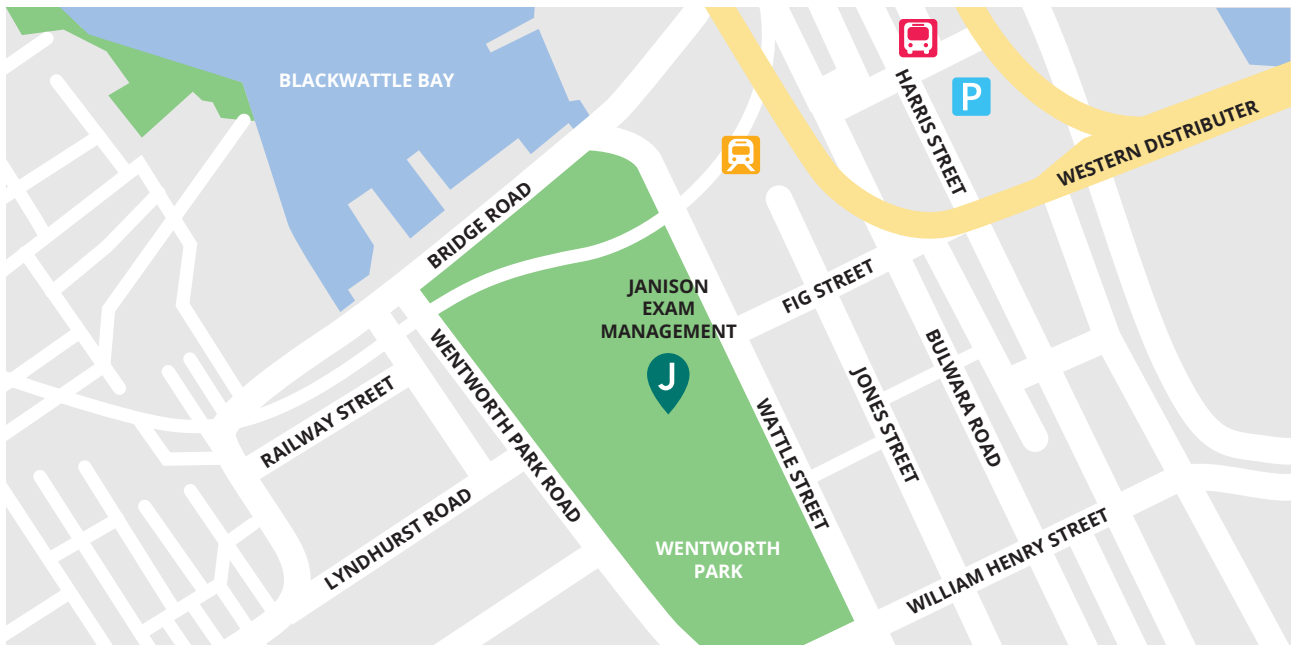 BLACKWATTLE BAY
HARRIS STREET
P
WESTERN DISTRIBUTER
BRIDGE ROAD
JANISON
EXAM
MANAGEMENT
J
FIG STREET
WENTWORTH PARK ROAD
RAILWAY STREET
LYNDHURST ROAD
WATTLE STREET
JONES STREET
BULWARA ROAD
WENTWORTH
PARK
WILLIAM HENRY STREET